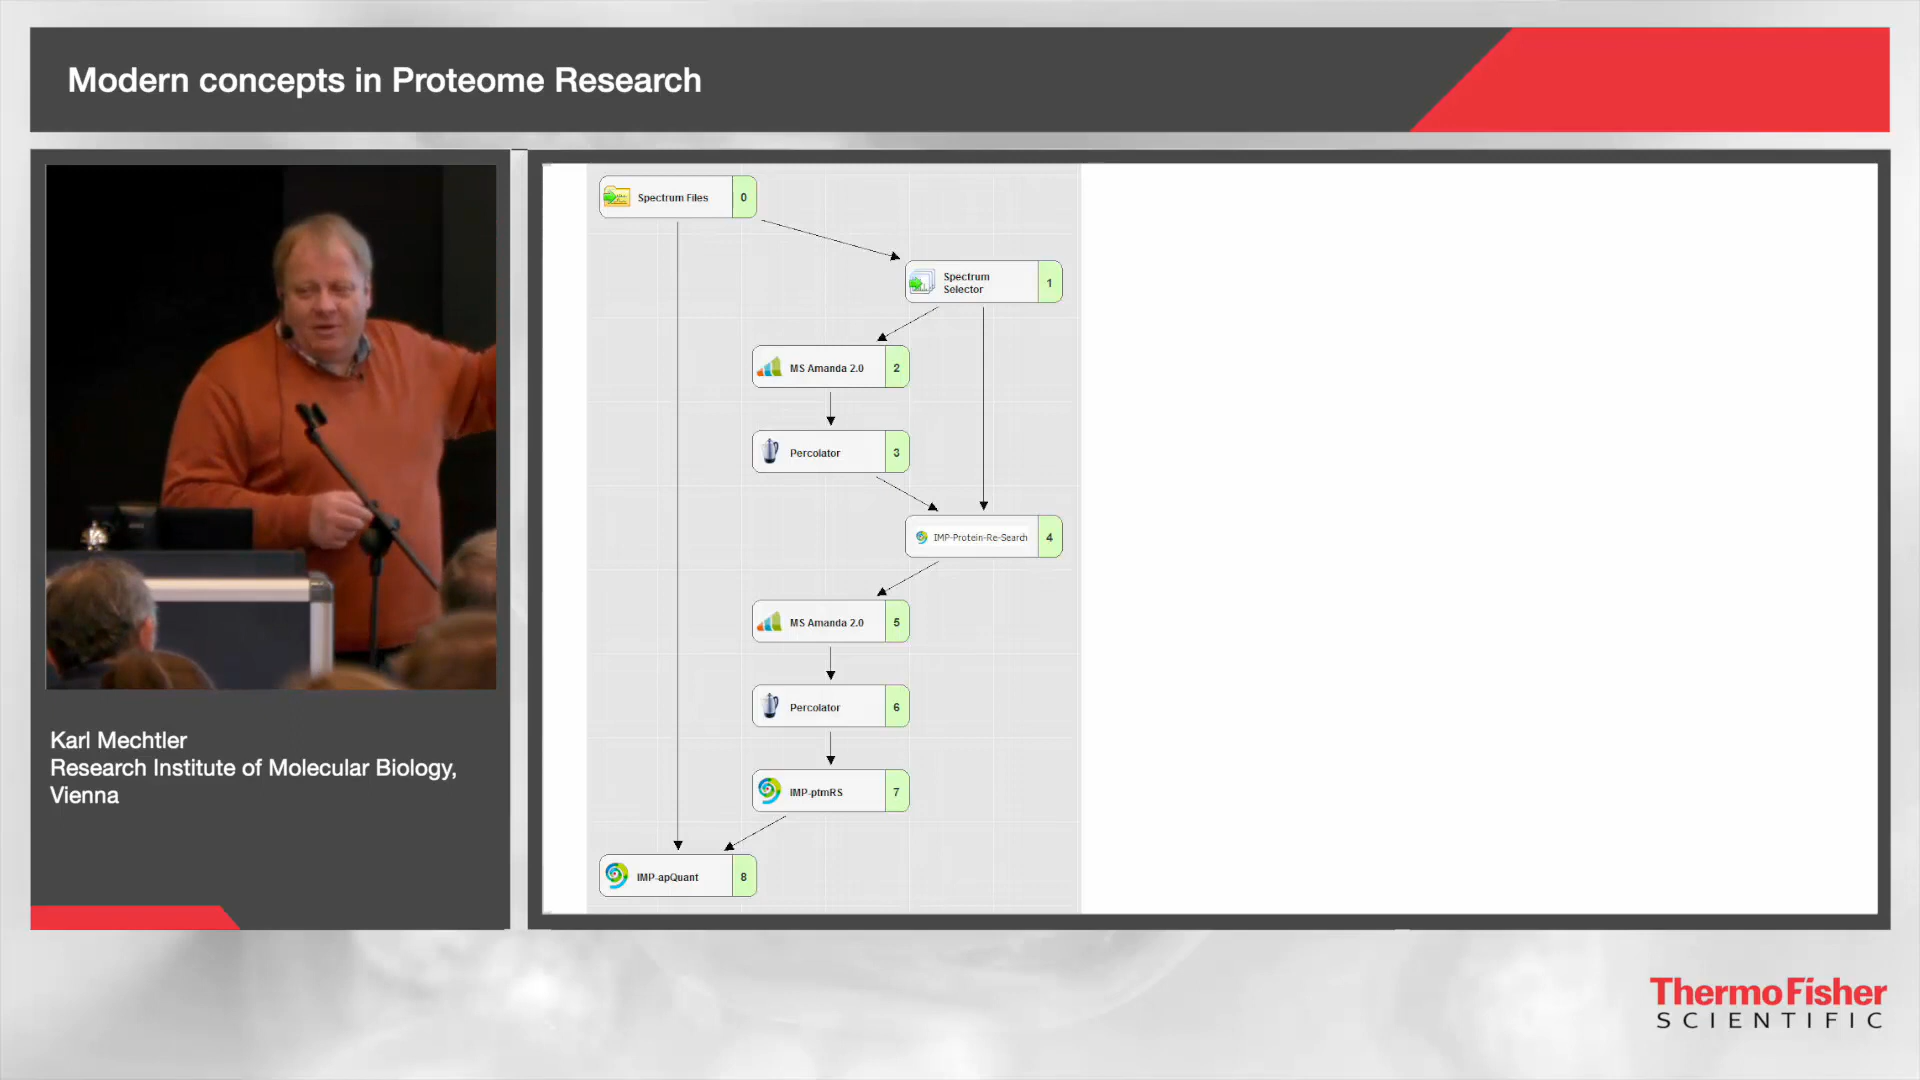 Modern concepts in Proteome Research
Spectrum Files 0
Spectrum
Selector
1
MS Amanda 2.0 2
Percolator 3
IMP-Protein-Re-Search 4
MS Amanda 2.0 5
Percolator 6
IMP-ptmRS 7
IMP-apQuant 8
Karl Mechtler
Research Institute of Molecular Biology,
Vienna
ThermoFisher
SCIENTIFIC